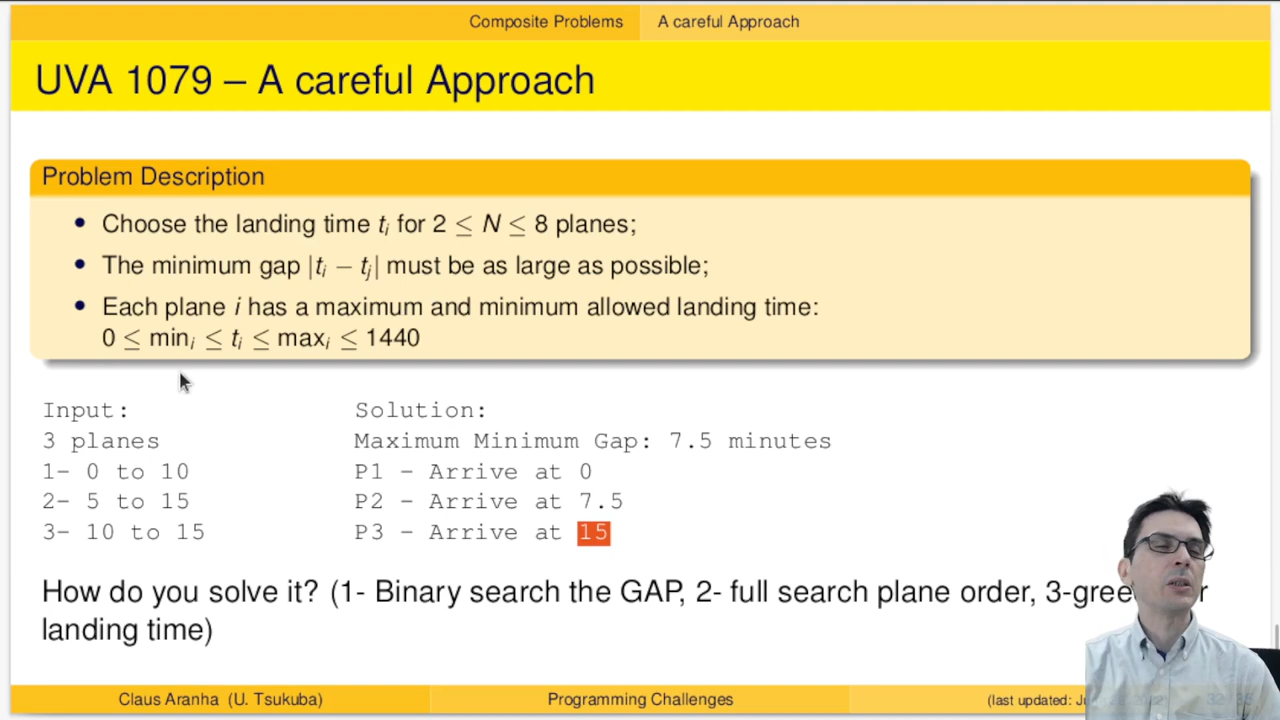 Composite Problems A careful Approach
UVA 1079 – A careful Approach
Problem Description
• Choose the landing time tᵢ for 2 ≤ N ≤ 8 planes;
• The minimum gap |tᵢ − tⱼ| must be as large as possible;
• Each plane i has a maximum and minimum allowed landing time:
0 ≤ minᵢ ≤ tᵢ ≤ maxᵢ ≤ 1440
Input: Solution:
3 planes Maximum Minimum Gap: 7.5 minutes
1- 0 to 10 P1 - Arrive at 0
2- 5 to 15 P2 - Arrive at 7.5
3- 10 to 15 P3 - Arrive at 15
How do you solve it? (1- Binary search the GAP, 2- full search plane order,
landing time)
Claus Aranha (U. Tsukuba) Programming Challenges (last updated: